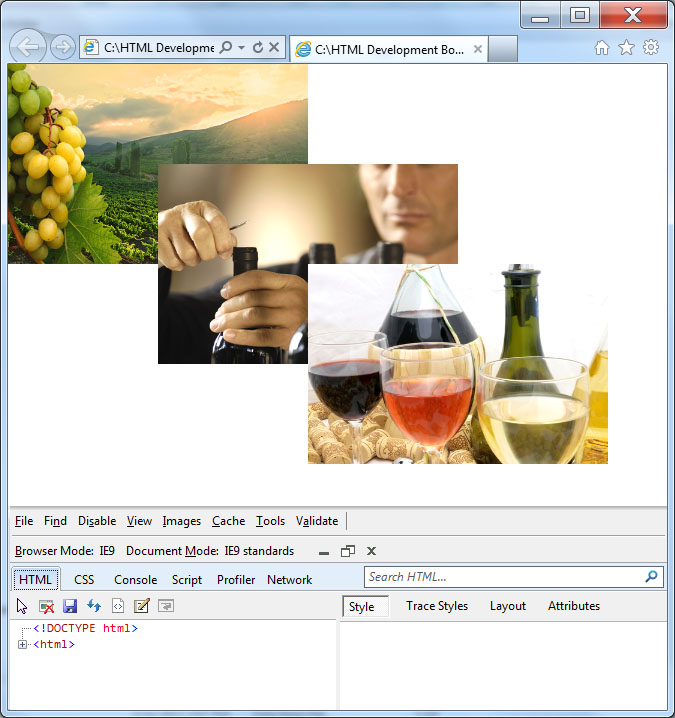 C:\HTML Developme
C:\HTML Development Bo...
File Find Disable View Images Cache Tools Validate
Browser Mode: IE9 Document Mode: IE9 standards
HTML CSS Console Script Profiler Network Search HTML...
Style Trace Styles Layout Attributes
<!DOCTYPE html>
<html>